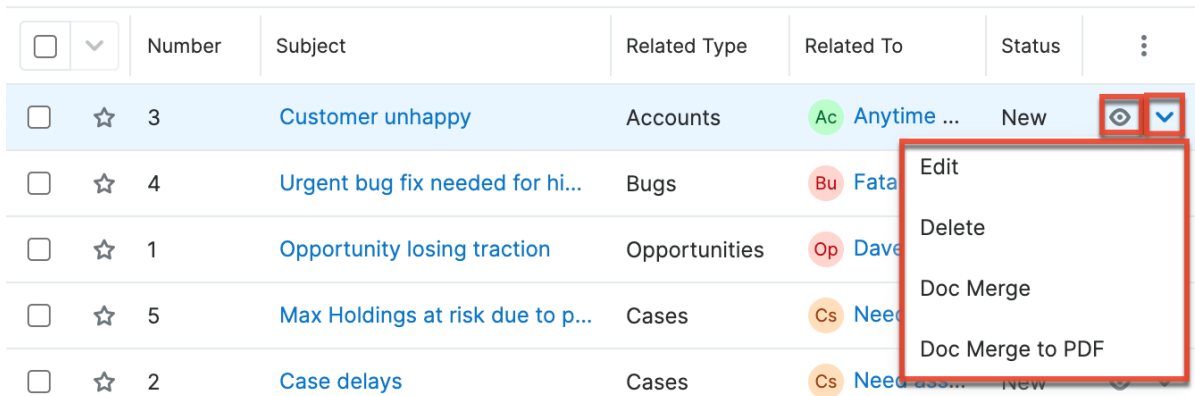 Number Subject Related Type Related To Status
3 Customer unhappy Accounts Ac Anytime ... New
Edit
4 Urgent bug fix needed for hi... Bugs Bu Fata
Delete
1 Opportunity losing traction Opportunities Op Dave
Doc Merge
5 Max Holdings at risk due to p... Cases Cs Need
Doc Merge to PDF
2 Case delays Cases Cs Need ass... New